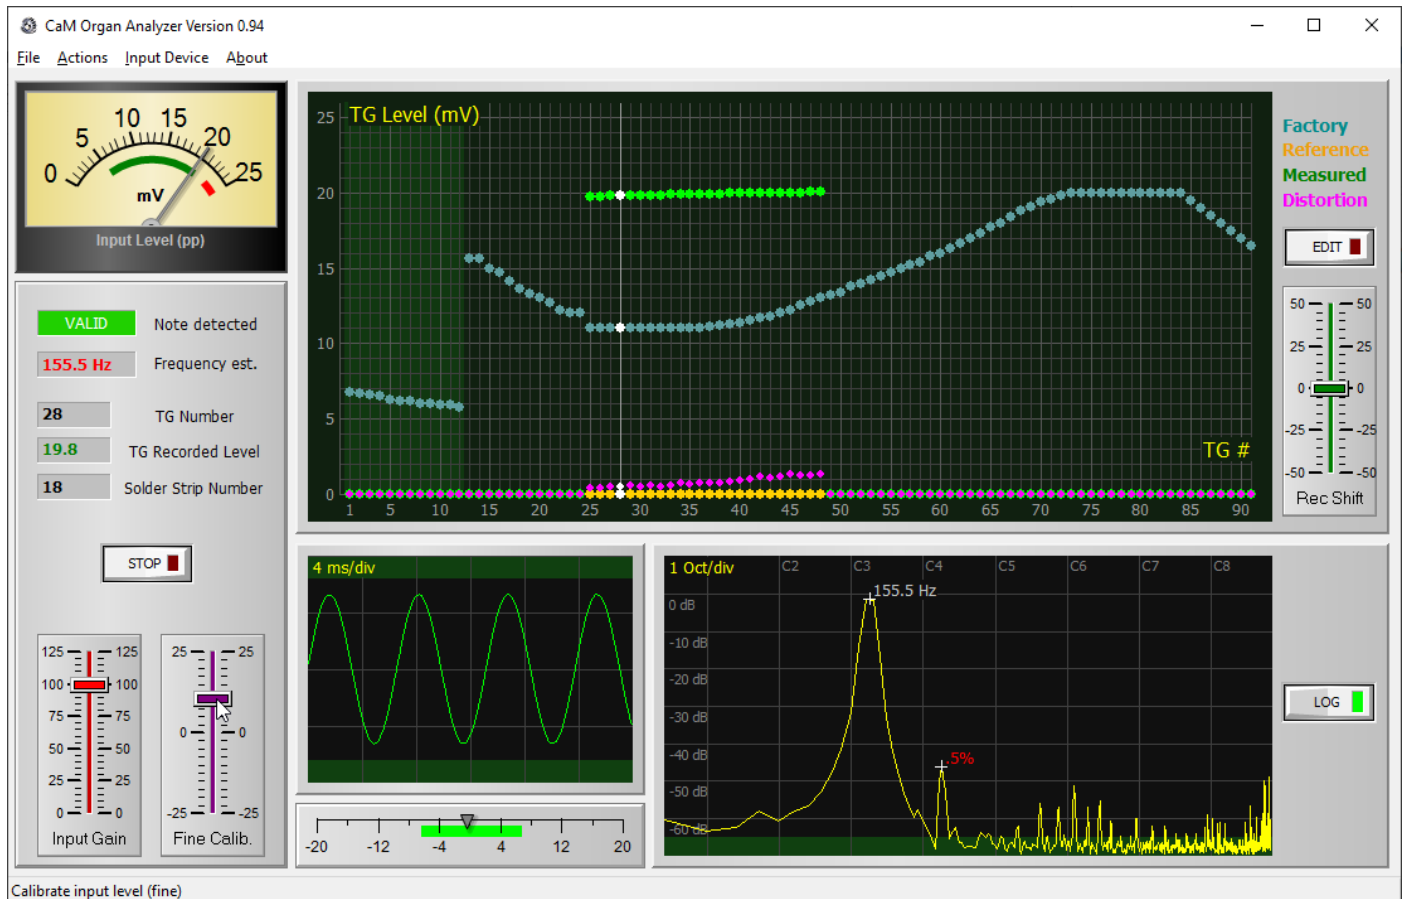 CaM Organ Analyzer Version 0.94
File Actions Input Device About
0 5 10 15 20 25
mV
Input Level (pp)
VALID Note detected
155.5 Hz Frequency est.
28 TG Number
19.8 TG Recorded Level
18 Solder Strip Number
STOP
125 125
100 100
75 75
50 50
25 25
0 0
Input Gain
25 25
0 0
-25 -25
Fine Calib.
TG Level (mV)
25
20
15
10
5
0
TG #
1 5 10 15 20 25 30 35 40 45 50 55 60 65 70 75 80 85 90
Factory
Reference
Measured
Distortion
EDIT
50 50
25 25
0 0
-25 -25
-50 -50
Rec Shift
4 ms/div
-20 -12 -4 4 12 20
1 Oct/div C2 C3 C4 C5 C6 C7 C8
155.5 Hz
0 dB
-10 dB
-20 dB
-30 dB
-40 dB
.5%
-50 dB
-60 dB
LOG
Calibrate input level (fine)